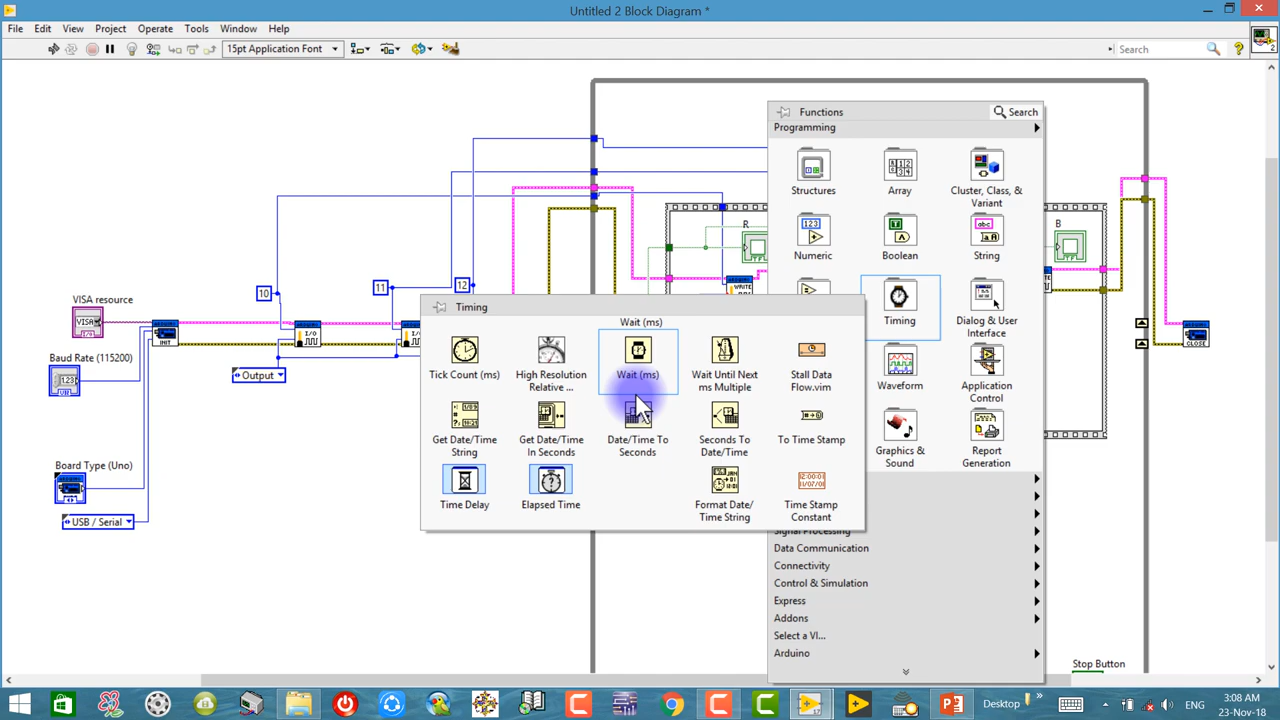 Untitled 2 Block Diagram *
File Edit View Project Operate Tools Window Help
15pt Application Font
Search
Functions
Search
Programming
Structures
Array
Cluster, Class, &
Variant
Numeric
Boolean
String
Timing
Dialog & User
Interface
Waveform
Application
Control
Graphics &
Sound
Report
Generation
Signal Processing
Data Communication
Connectivity
Control & Simulation
Express
Addons
Select a VI...
Arduino
Timing
Wait (ms)
Tick Count (ms)
High Resolution
Relative ...
Wait (ms)
Wait Until Next
ms Multiple
Stall Data
Flow.vim
Get Date/Time
String
Get Date/Time
In Seconds
Date/Time To
Seconds
Seconds To
Date/Time
To Time Stamp
Time Delay
Elapsed Time
Format Date/
Time String
Time Stamp
Constant
VISA resource
VISA
INIT
Baud Rate (115200)
Board Type (Uno)
USB / Serial
10
11
12
I/O
Output
R
WRITE
B
CLOSE
Stop Button
Desktop
ENG
3:08 AM
23-Nov-18